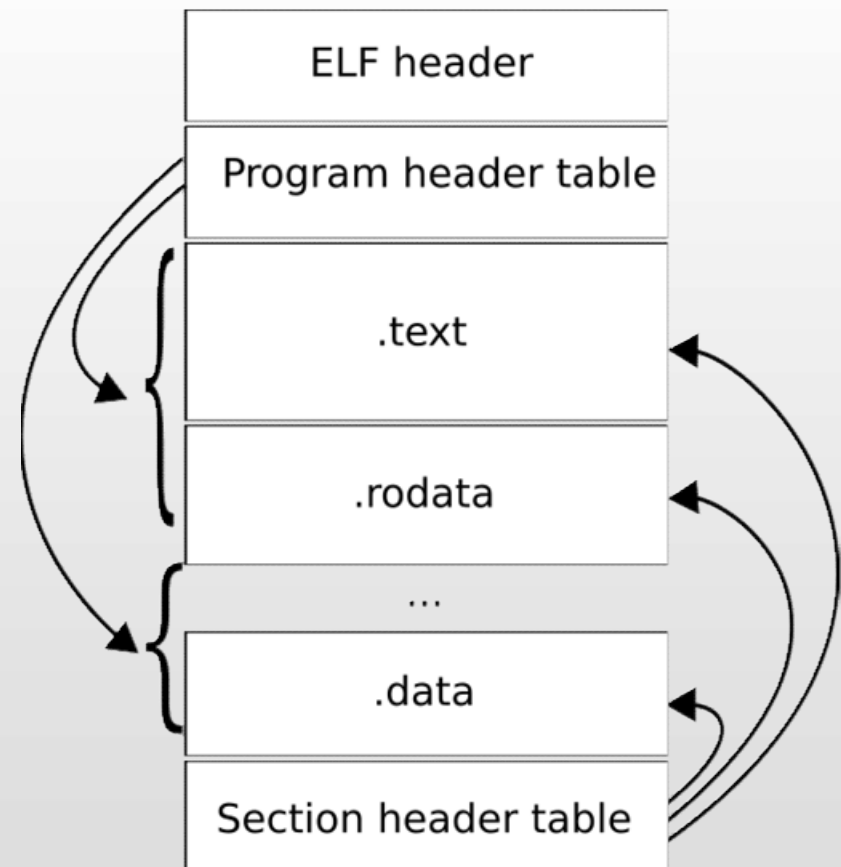 ELF header
Program header table
.text
.rodata
...
.data
Section header table